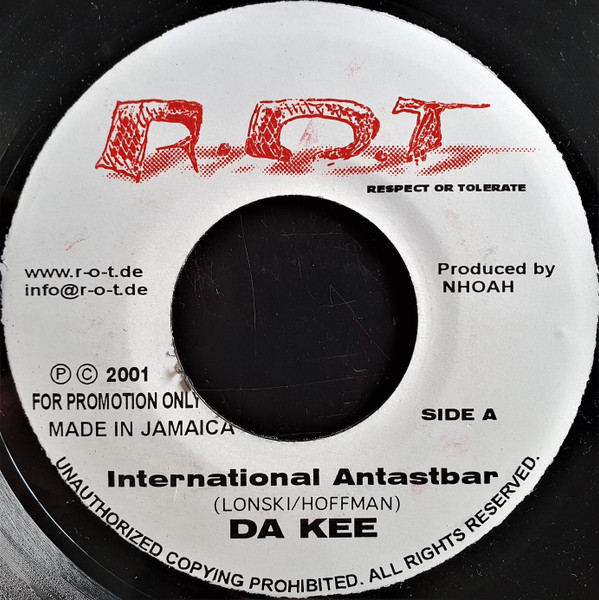 R.O.T
RESPECT OR TOLERATE
www.r-o-t.de
info@r-o-t.de
Produced by
NHOAH
Ⓟ © 2001
FOR PROMOTION ONLY
MADE IN JAMAICA
SIDE A
International Antastbar
(LONSKI/HOFFMAN)
DA KEE
UNAUTHORIZED COPYING PROHIBITED. ALL RIGHTS RESERVED.